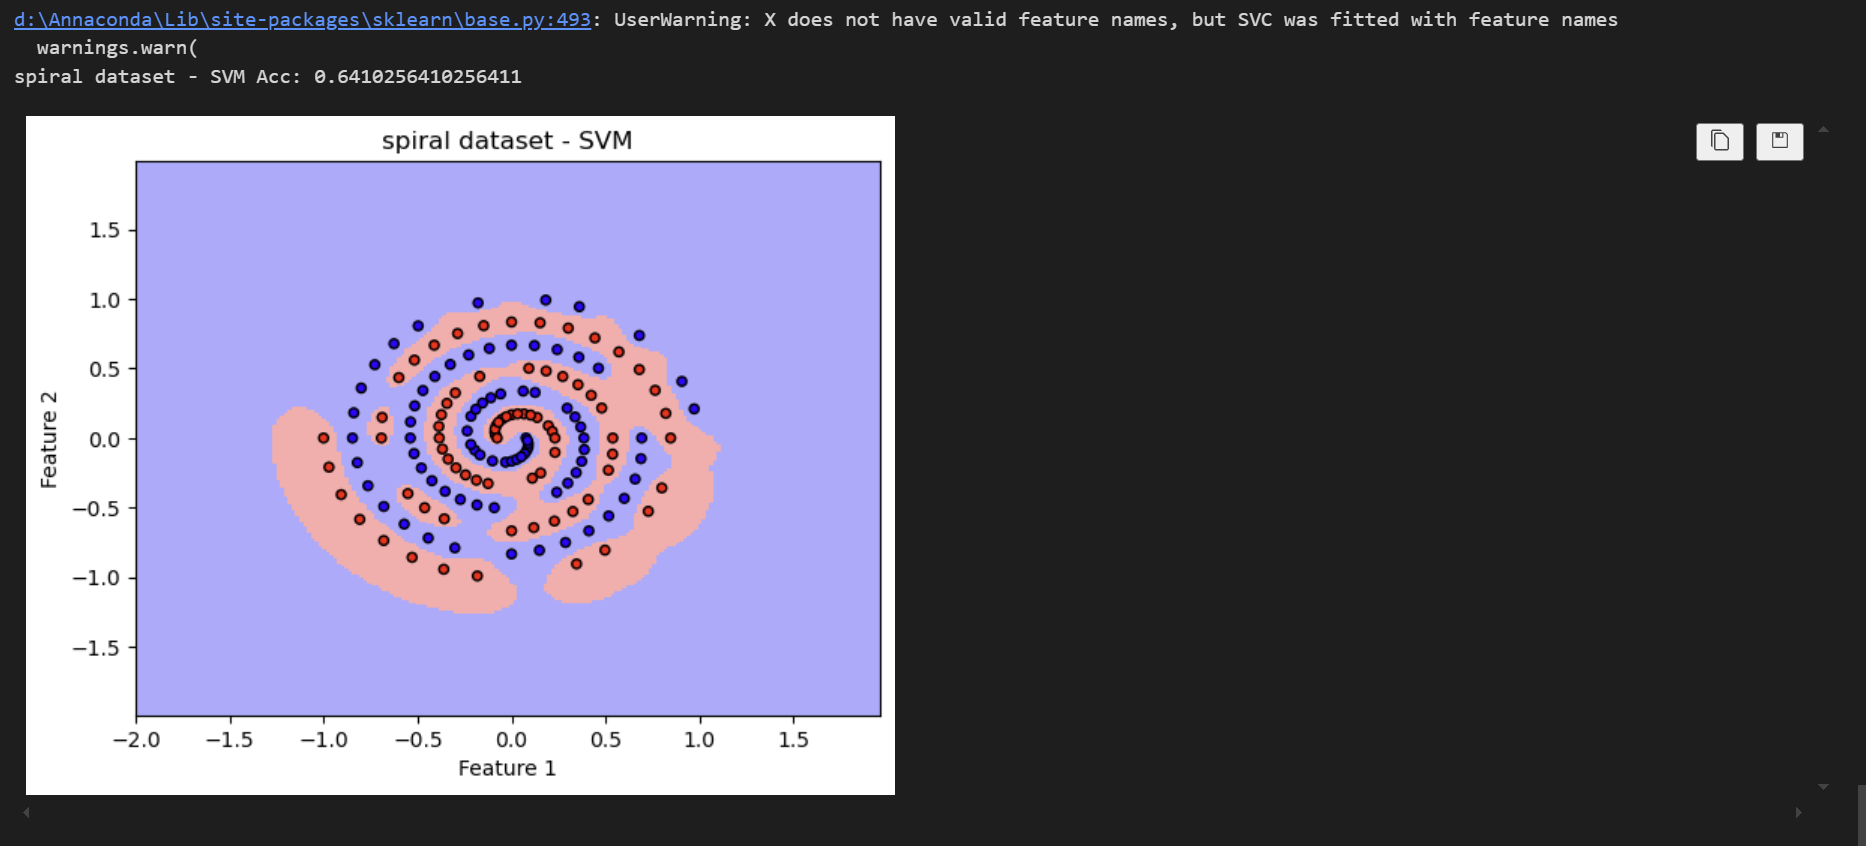 d:\Annaconda\Lib\site-packages\sklearn\base.py:493: UserWarning: X does not have valid feature names, but SVC was fitted with feature names
warnings.warn(
spiral dataset - SVM Acc: 0.6410256410256411
spiral dataset - SVM
1.5
1.0
0.5
0.0
−0.5
−1.0
−1.5
Feature 2
−2.0 −1.5 −1.0 −0.5 0.0 0.5 1.0 1.5
Feature 1